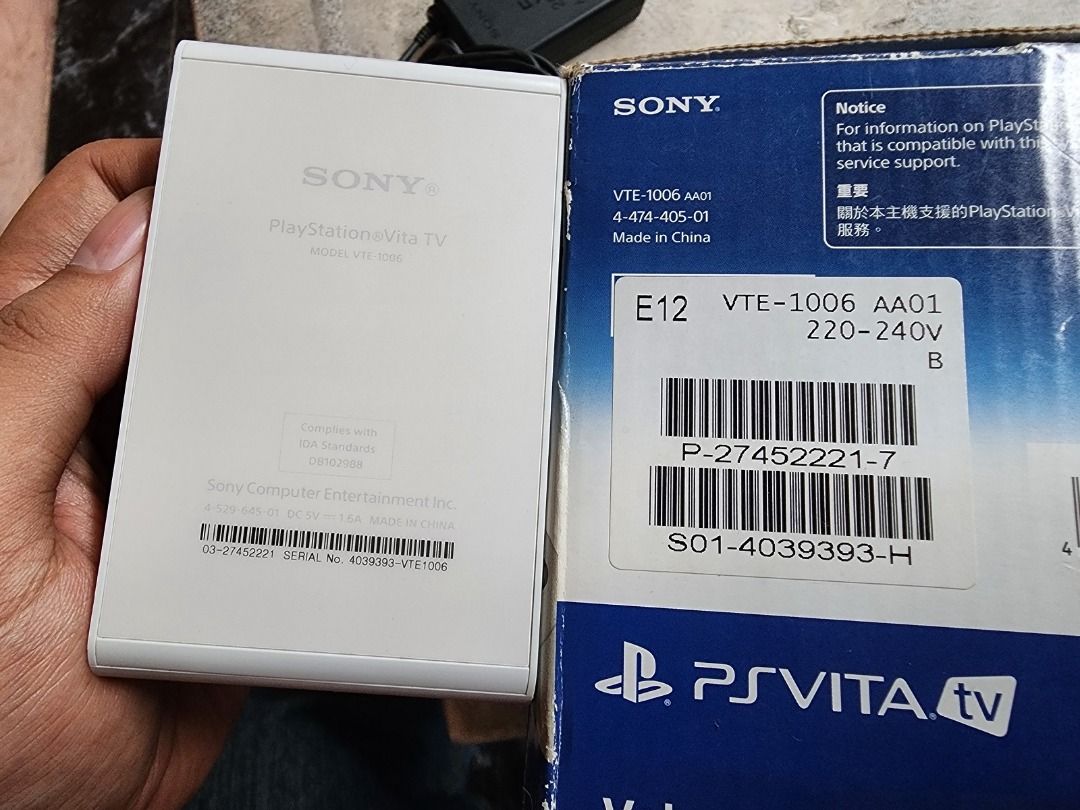 SONY®
PlayStation®Vita TV
MODEL VTE-1006
Complies with
IDA Standards
DB102988
Sony Computer Entertainment Inc.
4-529-645-01 DC 5V ⎓ 1.6A MADE IN CHINA
03-27452221 SERIAL No. 4039393-VTE1006
SONY
SONY®
VTE-1006 AA01
4-474-405-01
Made in China
Notice
For information on
that is compatible with
service support.
重要
關於本主機支援的PlayStation
服務。
E12 VTE-1006 AA01
220-240V
B
P-27452221-7
S01-4039393-H
4
PSVITA tv